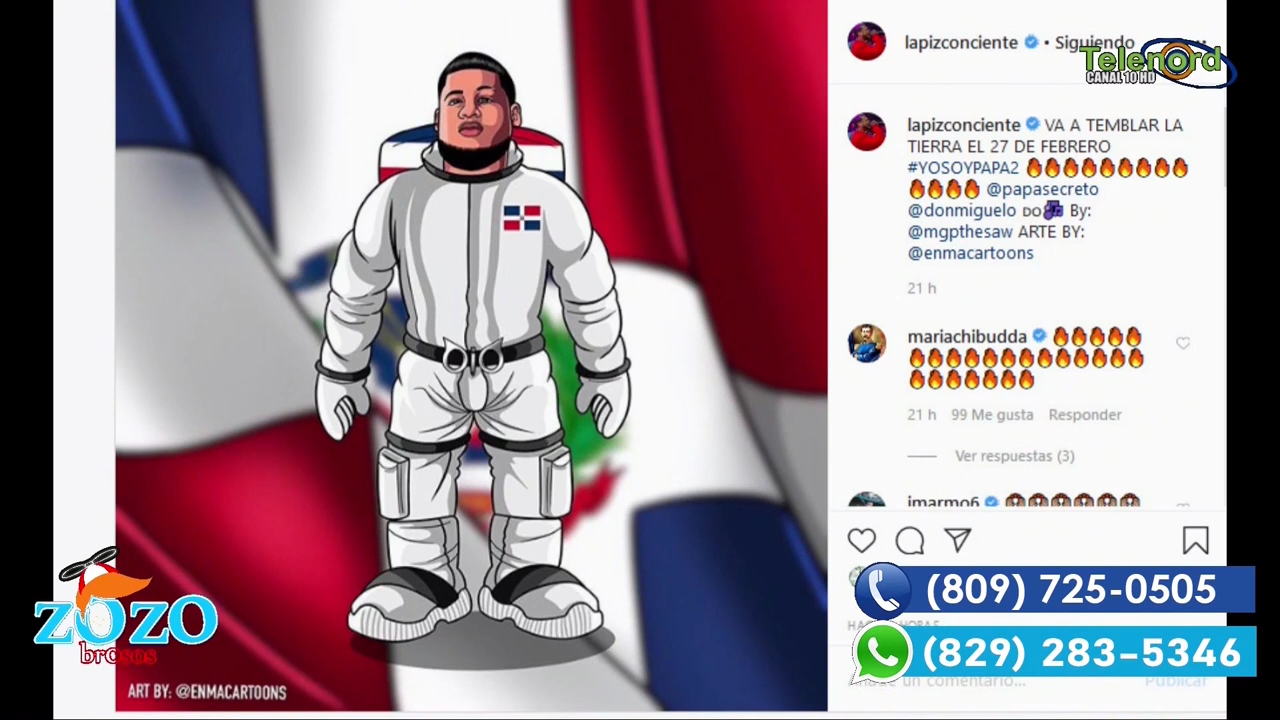 lapizconciente • Siguiendo
Telenord
CANAL 10 HD
lapizconciente VA A TEMBLAR LA
TIERRA EL 27 DE FEBRERO
#YOSOYPAPA2 🔥🔥🔥🔥🔥🔥🔥🔥🔥
🔥🔥🔥🔥 @papasecreto
@donmiguelo DO By:
@mgpthesaw ARTE BY:
@enmacartoons
21 h
mariachibudda 🔥🔥🔥🔥🔥
🔥🔥🔥🔥🔥🔥🔥🔥🔥🔥🔥🔥🔥
🔥🔥🔥🔥🔥🔥🔥
21 h 99 Me gusta Responder
Ver respuestas (3)
imarmo6
(809) 725-0505
(829) 283-5346
Publicar
zozo
brosos
ART BY: @ENMACARTOONS